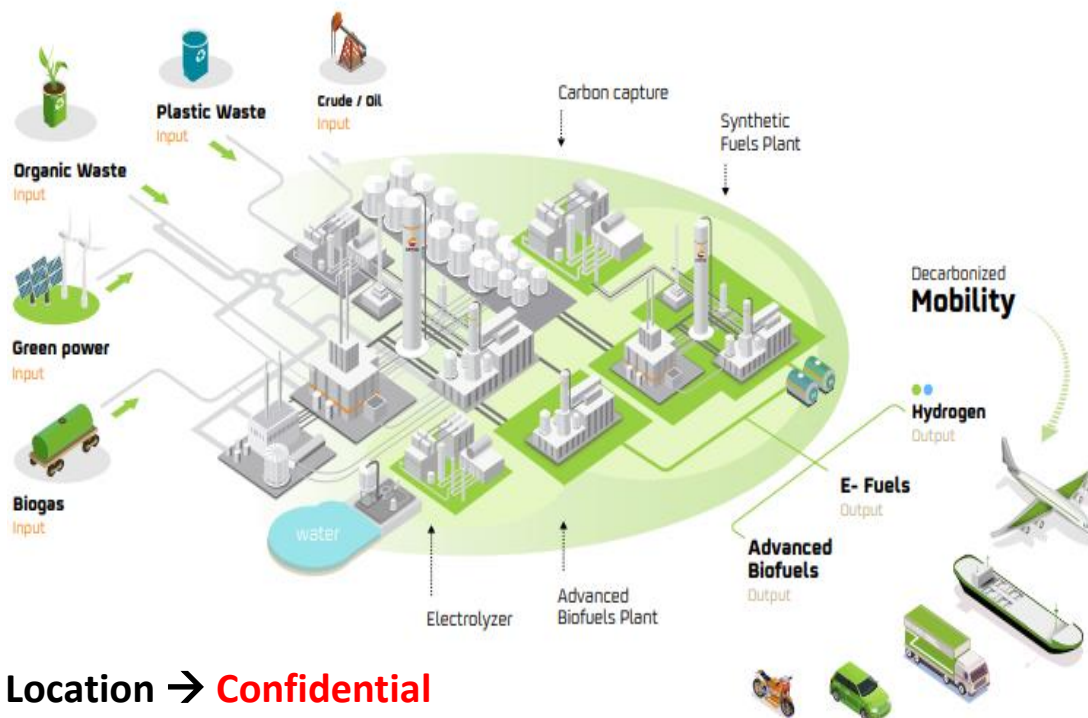 Plastic Waste
Input
Crude / Oil
Input
Carbon capture
Synthetic
Fuels Plant
Organic Waste
Input
Green power
Input
Biogas
Input
water
Electrolyzer
Advanced
Biofuels Plant
Decarbonized
Mobility
Hydrogen
Output
E- Fuels
Output
Advanced
Biofuels
Output
Location → Confidential